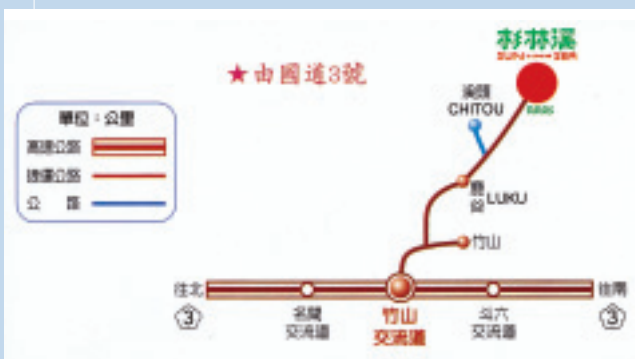 杉林溪
★由國道3號
溪頭
CHITOU
單位：公里
高速公路
捷運公路
公 路
鹿谷
LUKU
竹山
往北
往南
3
名間
交流道
竹山
交流道
斗六
交流道
3